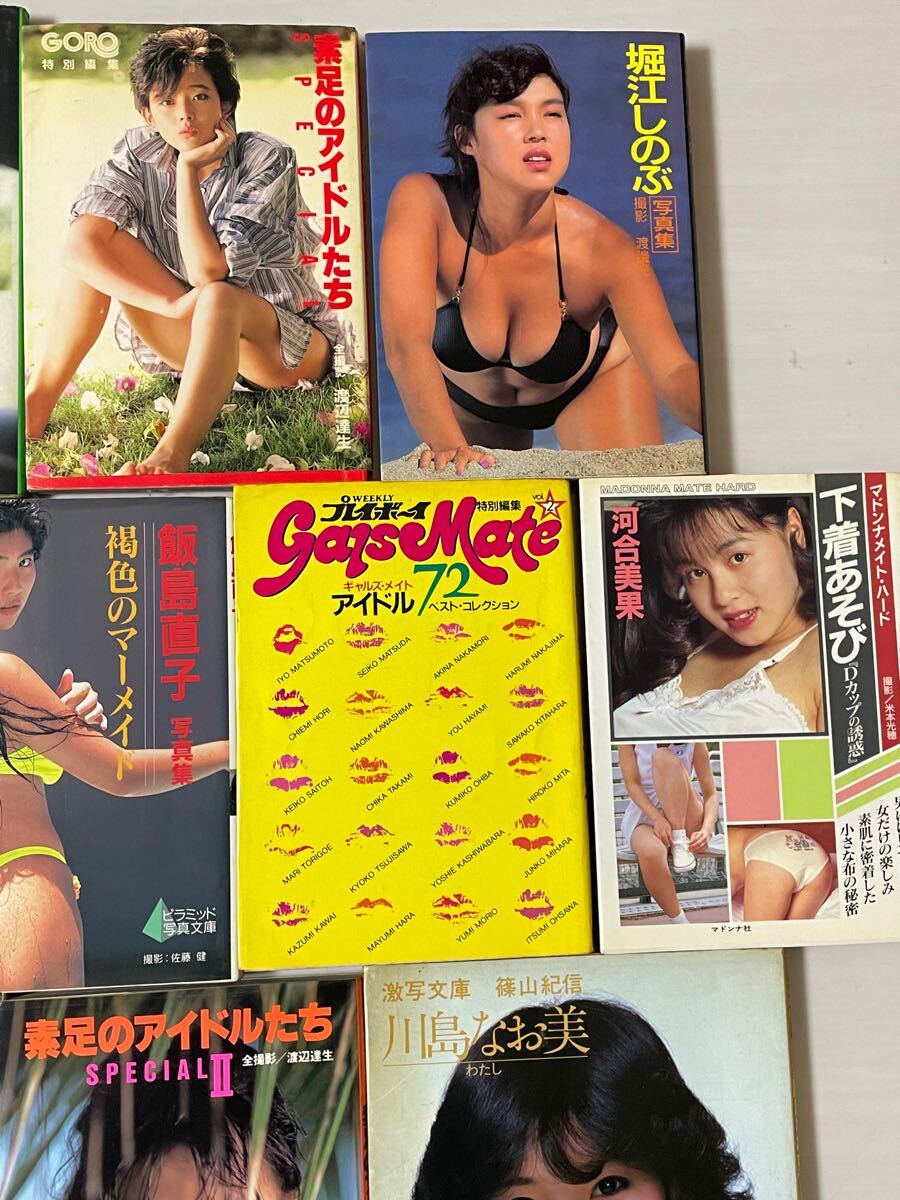 GORO
特別編集
素足のアイドルたち
SPECIAL
全撮影 渡辺達生
堀江しのぶ
写真集
撮影 渡辺
飯島直子 写真集
褐色のマーメイド
ピラミッド
写真文庫
撮影:佐藤 健
WEEKLY
プレイボーイ
特別編集
vol.2
GalsMate
ギャルズ・メイト
アイドル72ベスト・コレクション
IYO MATSUMOTO
SEIKO MATSUDA
AKINA NAKAMORI
HARUMI NAKAJIMA
CHIEMI HORI
NAOMI KAWASHIMA
YOU HAYAMI
SAWAKO KITAHARA
KEIKO SAITOH
CHIKA TAKAMI
KUMIKO OHBA
HIROKO MITA
MARI TORIGOE
KYOKO TSUJISAWA
YOSHIE KASHIWABARA
JUNKO MIHARA
KAZUMI KAWAI
MAYUMI HARA
YUMI MORIO
ITSUMI OHSAWA
MADONNA MATE HARD
マドンナメイト・ハード
下着あそび
『Dカップの誘惑』
撮影/米本光穂
河合美果
女だけの楽しみ
素肌に密着した
小さな布の秘密
マドンナ社
素足のアイドルたち
SPECIAL II
全撮影/渡辺達生
激写文庫 篠山紀信
川島なお美
わたし